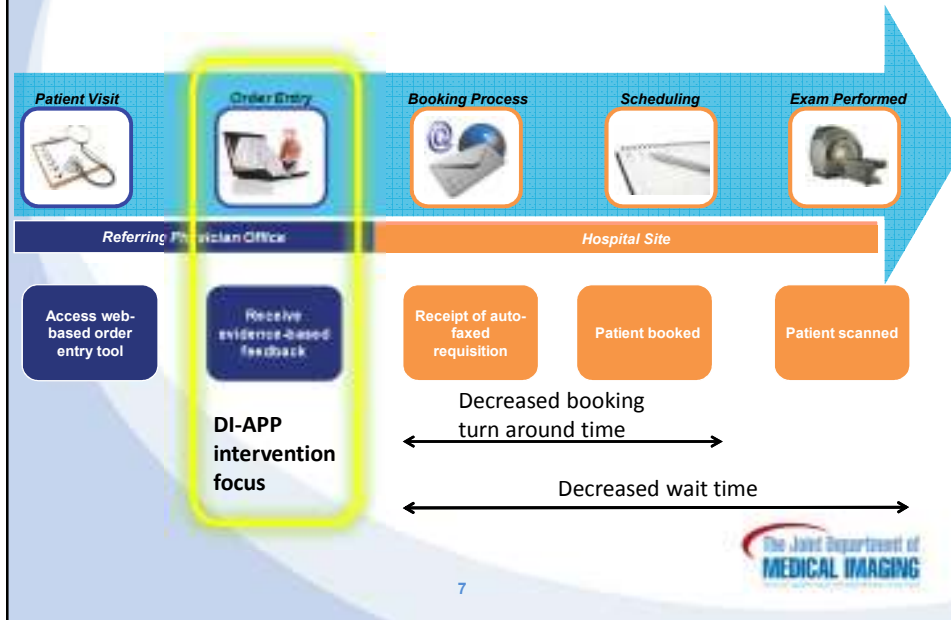 Patient Visit
Order Entry
Booking Process
Scheduling
Exam Performed
@
Referring Physician Office
Hospital Site
Access web-
based order
entry tool
Receive
evidence-based
feedback
Receipt of auto-
faxed
requisition
Patient booked
Patient scanned
DI-APP
intervention
focus
Decreased booking
turn around time
Decreased wait time
The Joint Department of
MEDICAL IMAGING
7